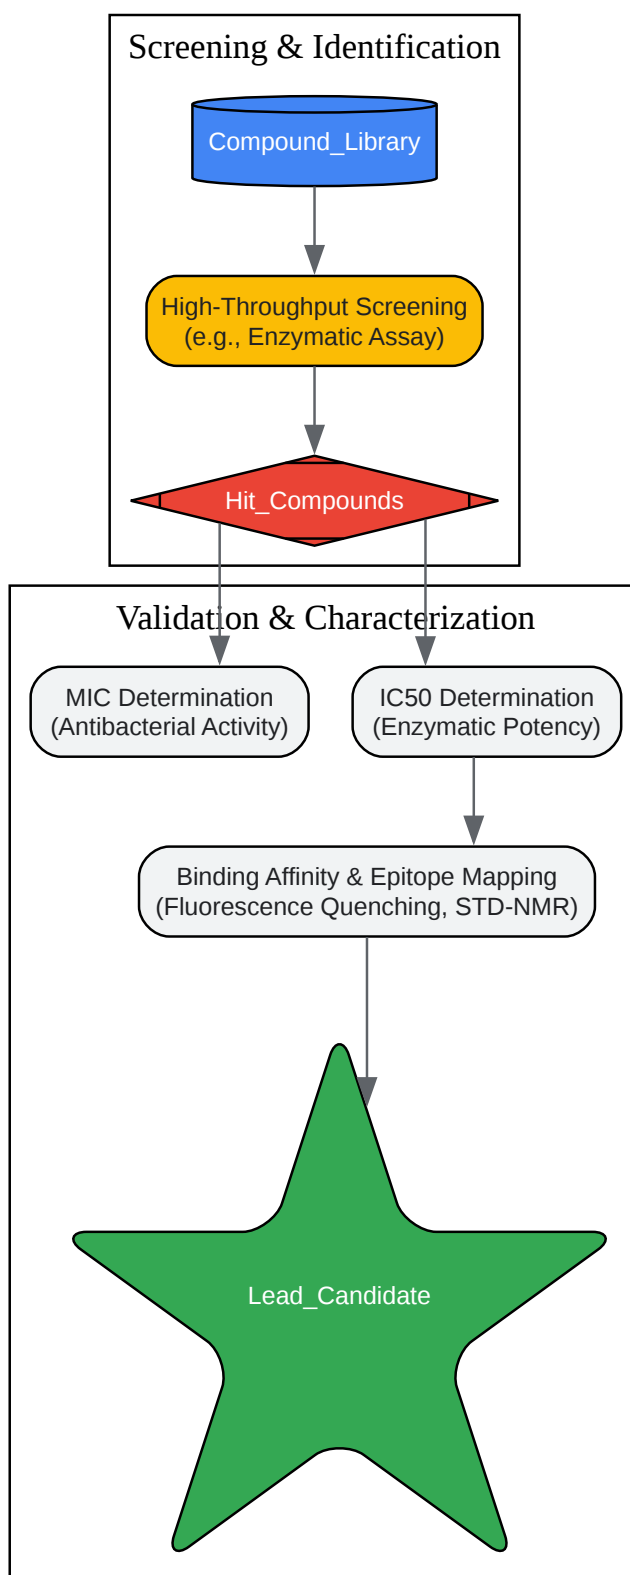 Screening & Identification
Compound_Library
High-Throughput Screening
(e.g., Enzymatic Assay)
Hit_Compounds
Validation & Characterization
MIC Determination
(Antibacterial Activity)
IC50 Determination
(Enzymatic Potency)
Binding Affinity & Epitope Mapping
(Fluorescence Quenching, STD-NMR)
Lead_Candidate